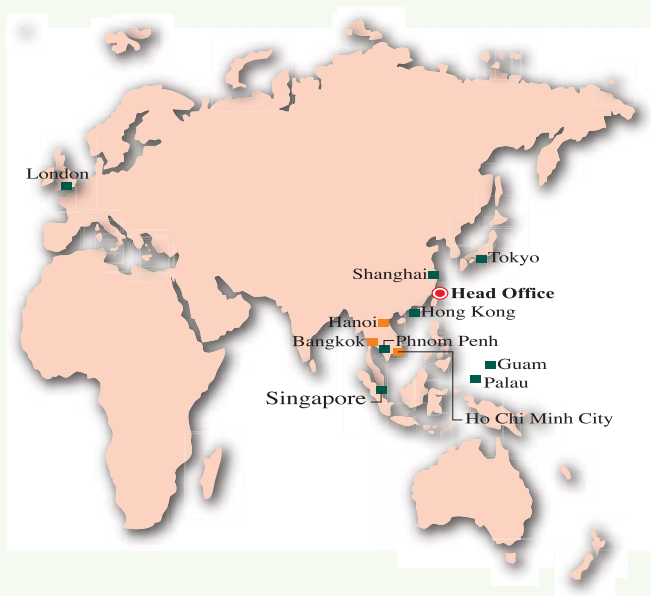 London
Tokyo
Shanghai
Head Office
Hong Kong
Hanoi
Bangkok
Phnom Penh
Guam
Palau
Singapore
Ho Chi Minh City